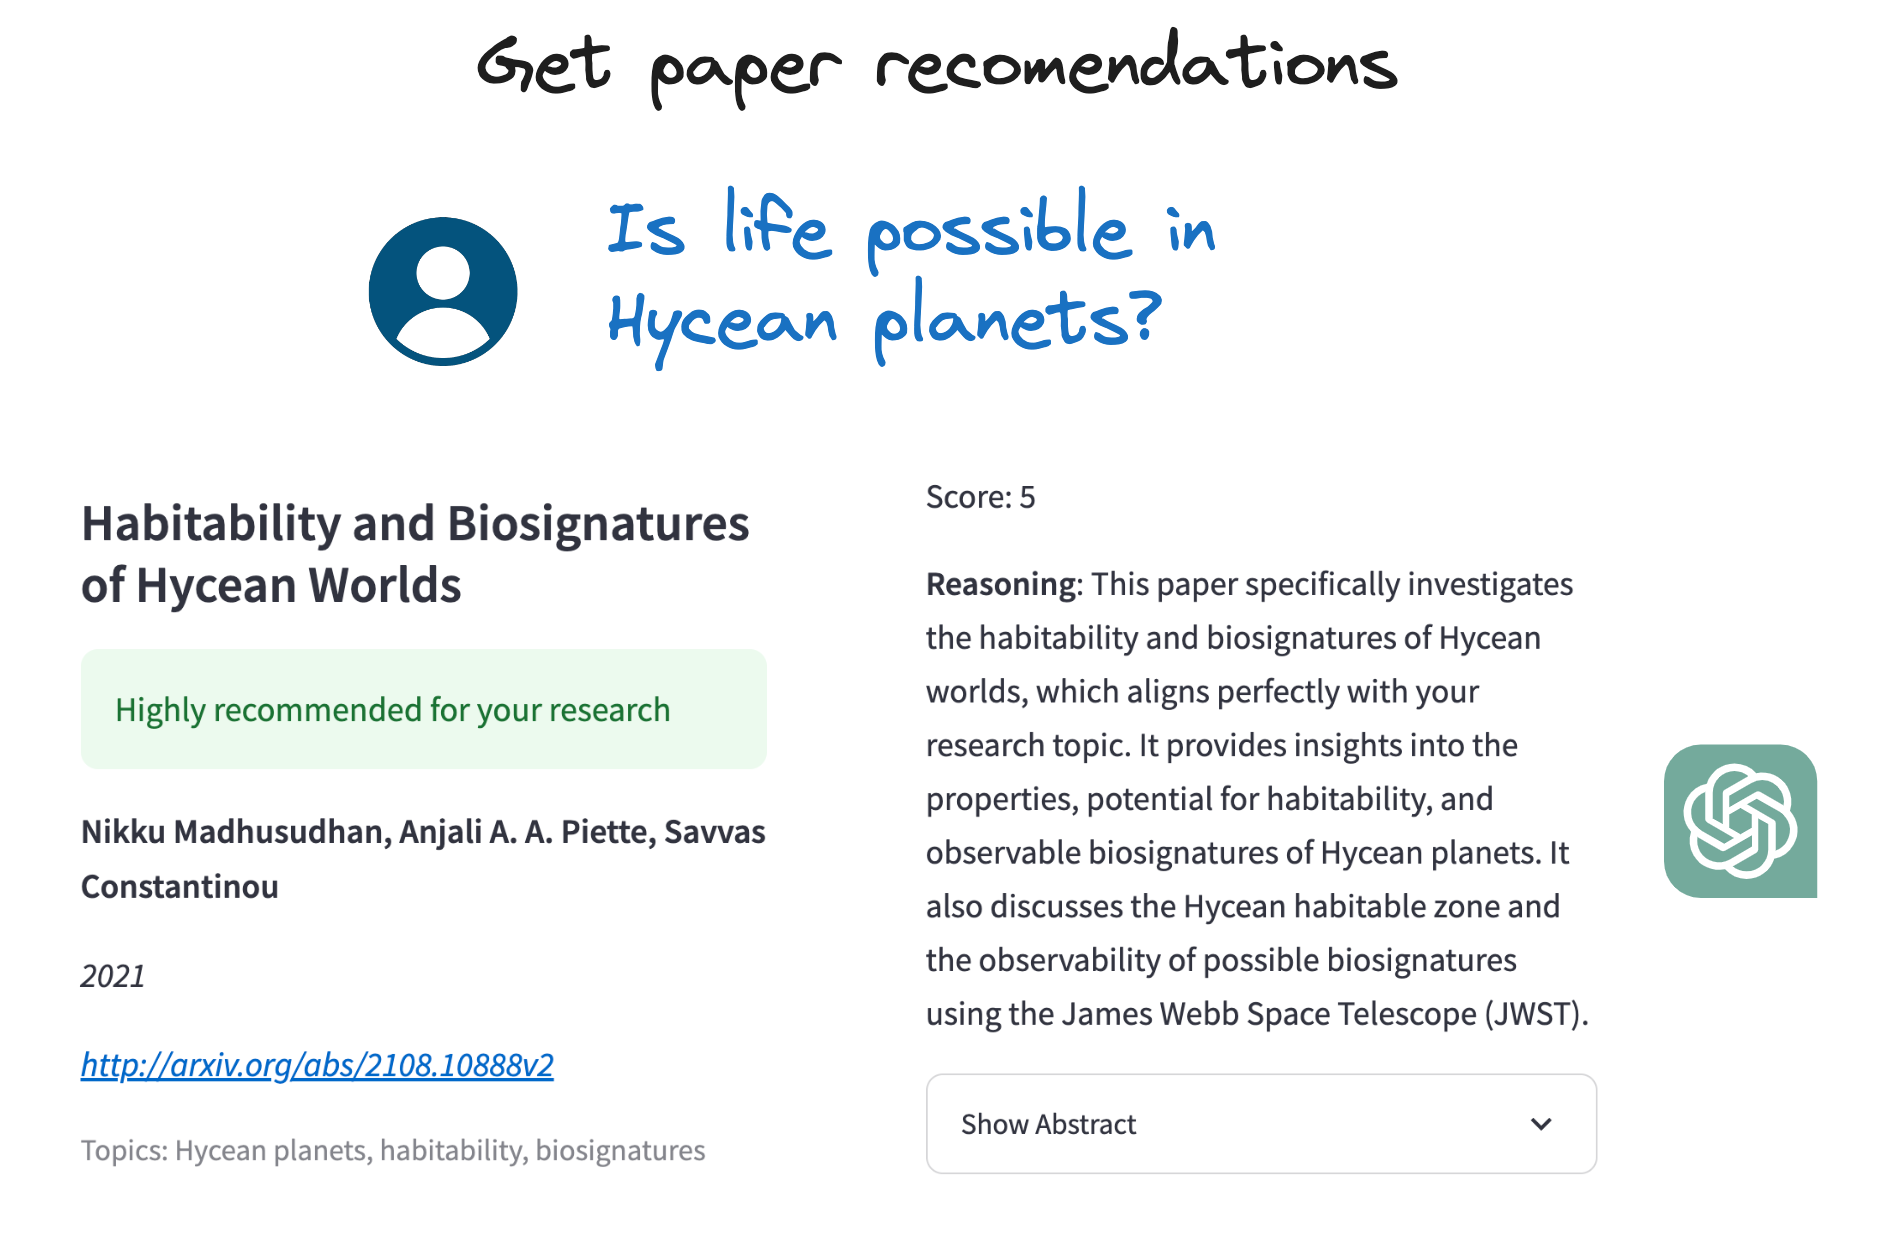 Get paper recomendations
Is life possible in
Hycean planets?
Habitability and Biosignatures
of Hycean Worlds
Highly recommended for your research
Nikku Madhusudhan, Anjali A. A. Piette, Savvas
Constantinou
2021
http://arxiv.org/abs/2108.10888v2
Topics: Hycean planets, habitability, biosignatures
Score: 5
Reasoning: This paper specifically investigates
the habitability and biosignatures of Hycean
worlds, which aligns perfectly with your
research topic. It provides insights into the
properties, potential for habitability, and
observable biosignatures of Hycean planets. It
also discusses the Hycean habitable zone and
the observability of possible biosignatures
using the James Webb Space Telescope (JWST).
Show Abstract